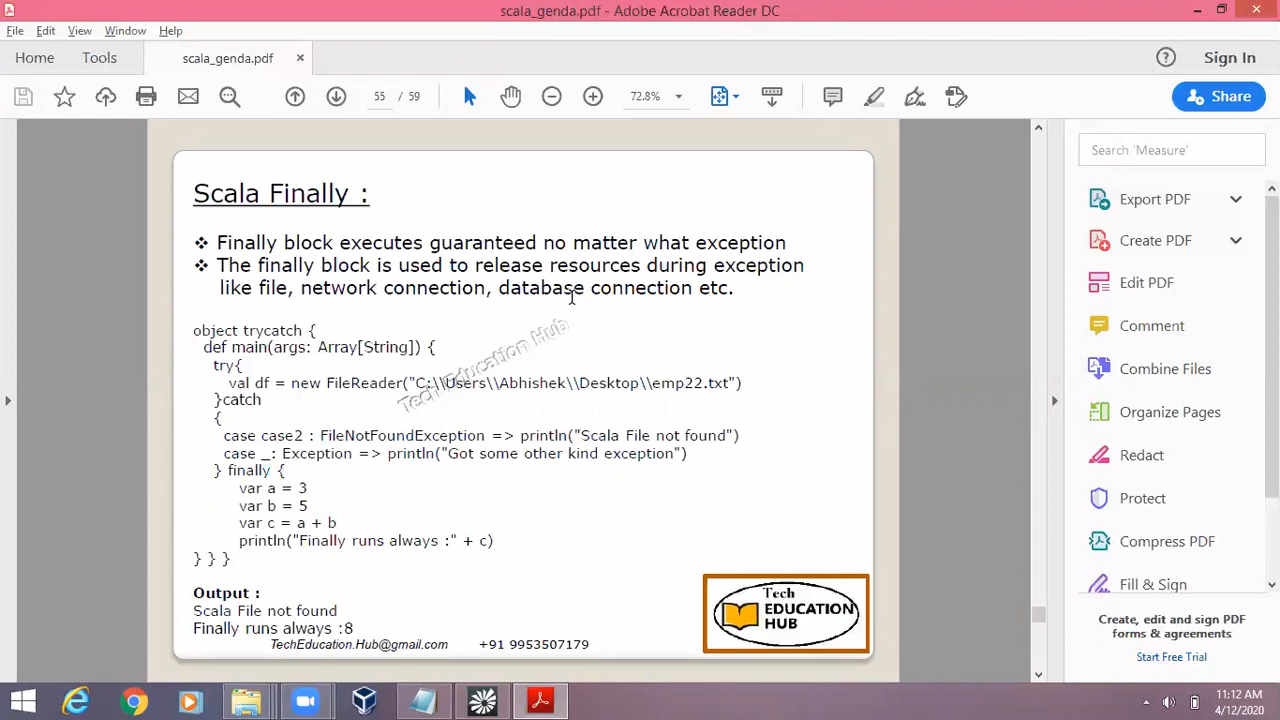 scala_genda.pdf - Adobe Acrobat Reader DC
File Edit View Window Help
Home Tools scala_genda.pdf × Sign In
55 / 59 72.8% Share
Search 'Measure'
Export PDF
Create PDF
Edit PDF
Comment
Combine Files
Organize Pages
Redact
Protect
Compress PDF
Fill & Sign
Create, edit and sign PDF
forms & agreements
Start Free Trial
Scala Finally :
❖ Finally block executes guaranteed no matter what exception
❖ The finally block is used to release resources during exception
like file, network connection, database connection etc.
Tech Education Hub
object trycatch {
def main(args: Array[String]) {
try{
val df = new FileReader("C:\\Users\\Abhishek\\Desktop\\emp22.txt")
}catch
{
case case2 : FileNotFoundException => println("Scala File not found")
case _: Exception => println("Got some other kind exception")
} finally {
var a = 3
var b = 5
var c = a + b
println("Finally runs always :" + c)
} } }
Output :
Scala File not found
Finally runs always :8
TechEducation.Hub@gmail.com +91 9953507179
Tech
EDUCATION
HUB
11:12 AM
4/12/2020